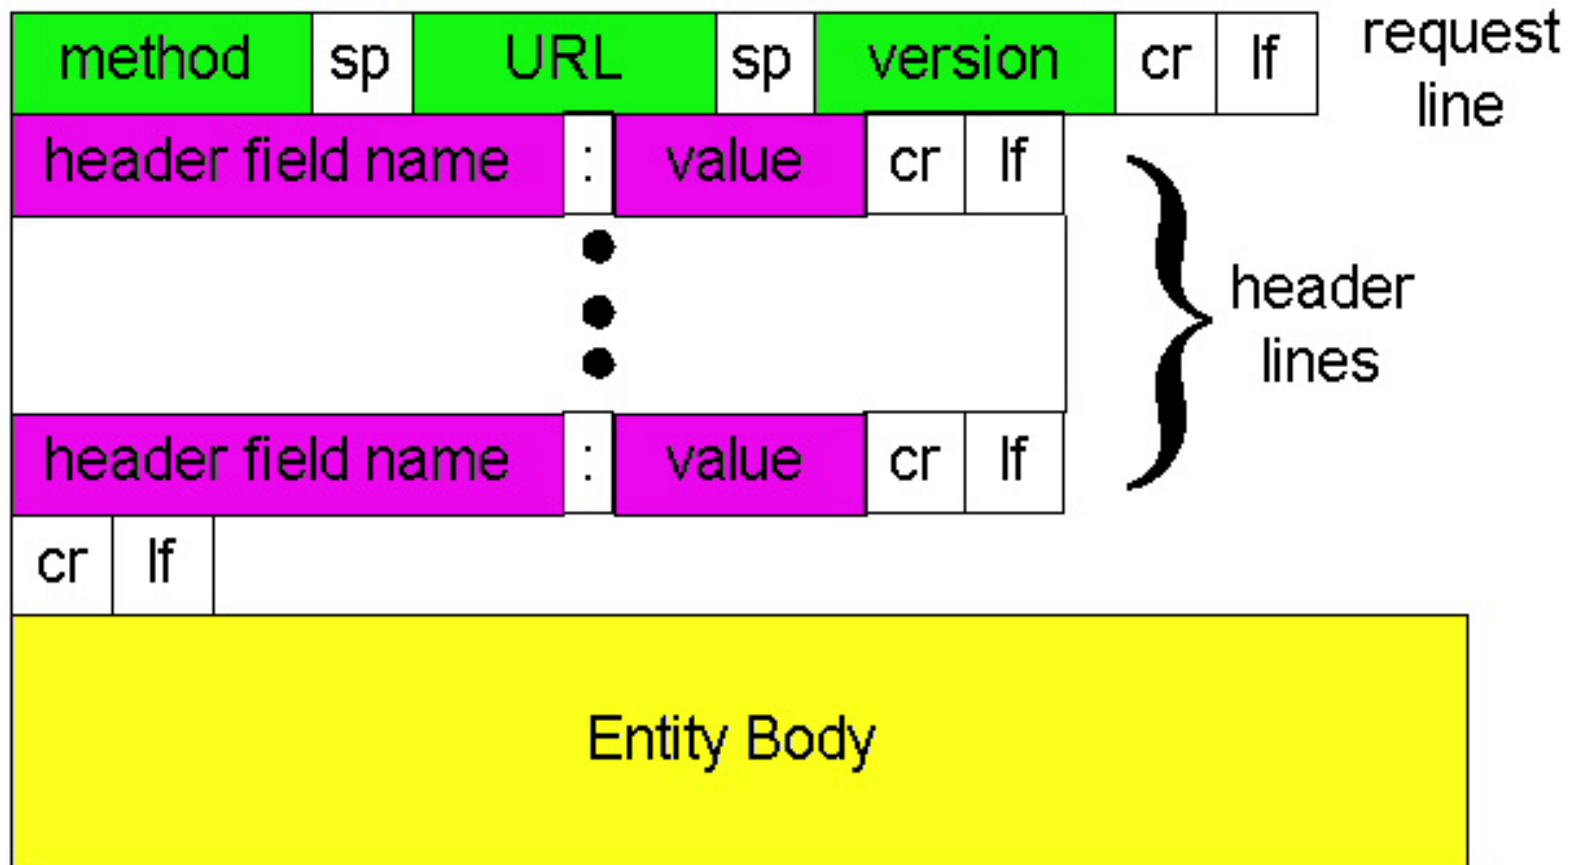 method sp URL sp version cr lf
request
line
header field name : value cr lf
header
lines
header field name : value cr lf
cr lf
Entity Body